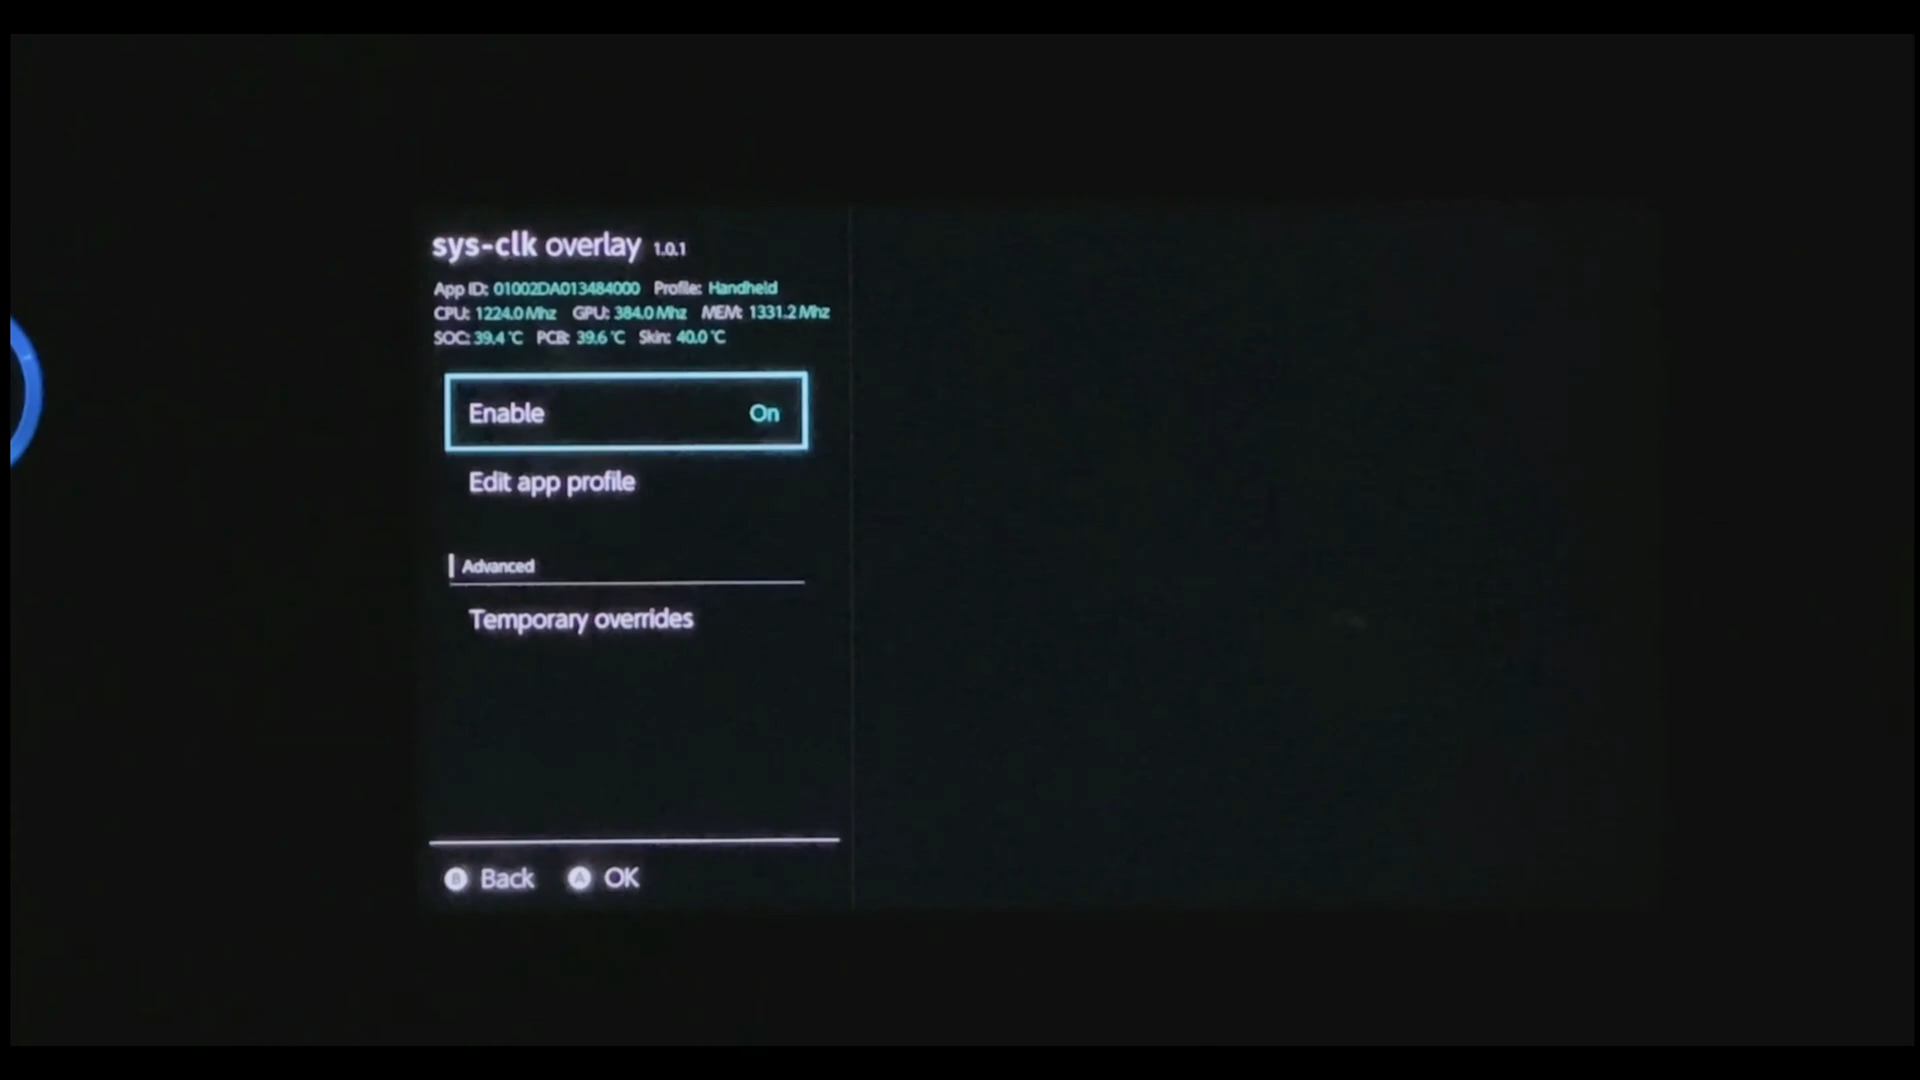 sys-clk overlay 1.0.1
App ID: 01002DA013484000 Profile: Handheld
CPU: 1224.0 Mhz GPU: 384.0 Mhz MEM: 1331.2 Mhz
SOC: 39.4 °C PCB: 39.6 °C Skin: 40.0 °C
Enable On
Edit app profile
Advanced
Temporary overrides
B Back A OK